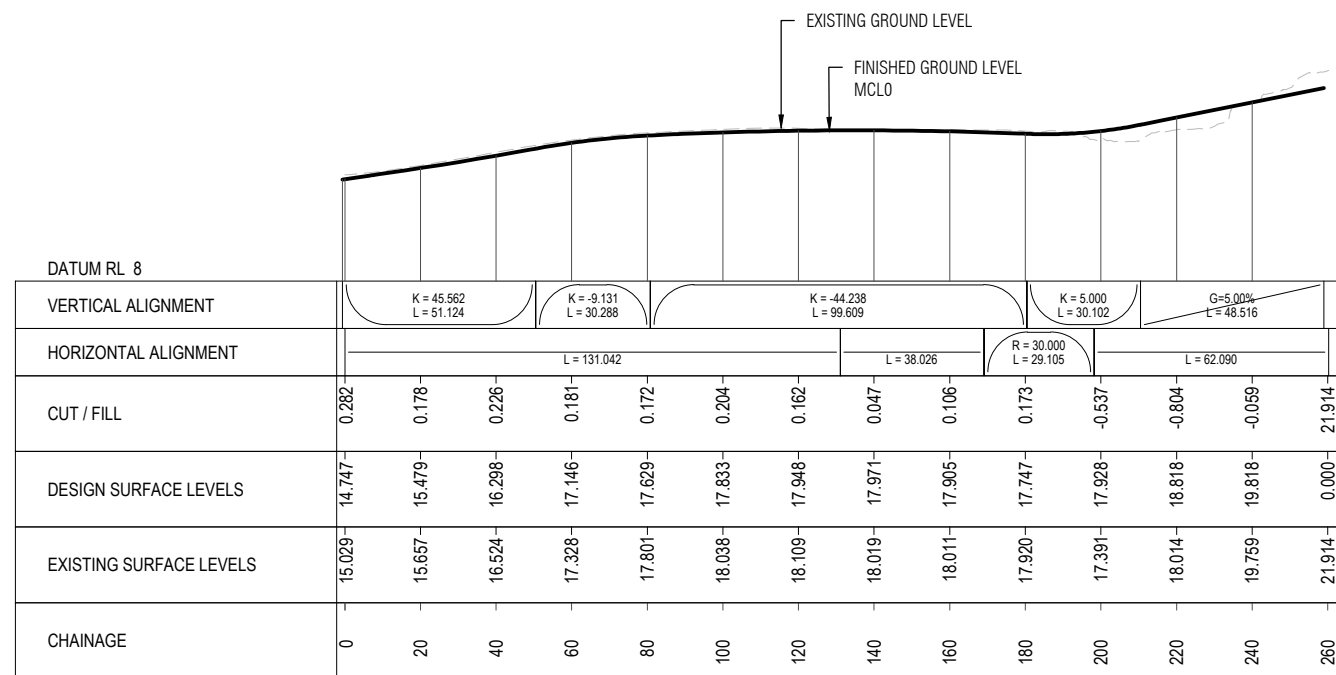 EXISTING GROUND LEVEL
FINISHED GROUND LEVEL
MCL0
DATUM RL 8
VERTICAL ALIGNMENT
K = 45.562
L = 51.124
K = -9.131
L = 30.288
K = -44.238
L = 99.609
K = 5.000
L = 30.102
G=5.00%
L = 48.516
HORIZONTAL ALIGNMENT
L = 131.042
L = 38.026
R = 30.000
L = 29.105
L = 62.090
CUT / FILL
0.282 0.178 0.226 0.181 0.172 0.204 0.162 0.047 0.106 0.173 -0.537 -0.804 -0.059 21.914
DESIGN SURFACE LEVELS
14.747 15.479 16.298 17.146 17.629 17.833 17.948 17.971 17.905 17.747 17.928 18.818 19.818 0.000
EXISTING SURFACE LEVELS
15.029 15.657 16.524 17.328 17.801 18.038 18.109 18.019 18.011 17.920 17.391 18.014 19.759 21.914
CHAINAGE
0 20 40 60 80 100 120 140 160 180 200 220 240 260